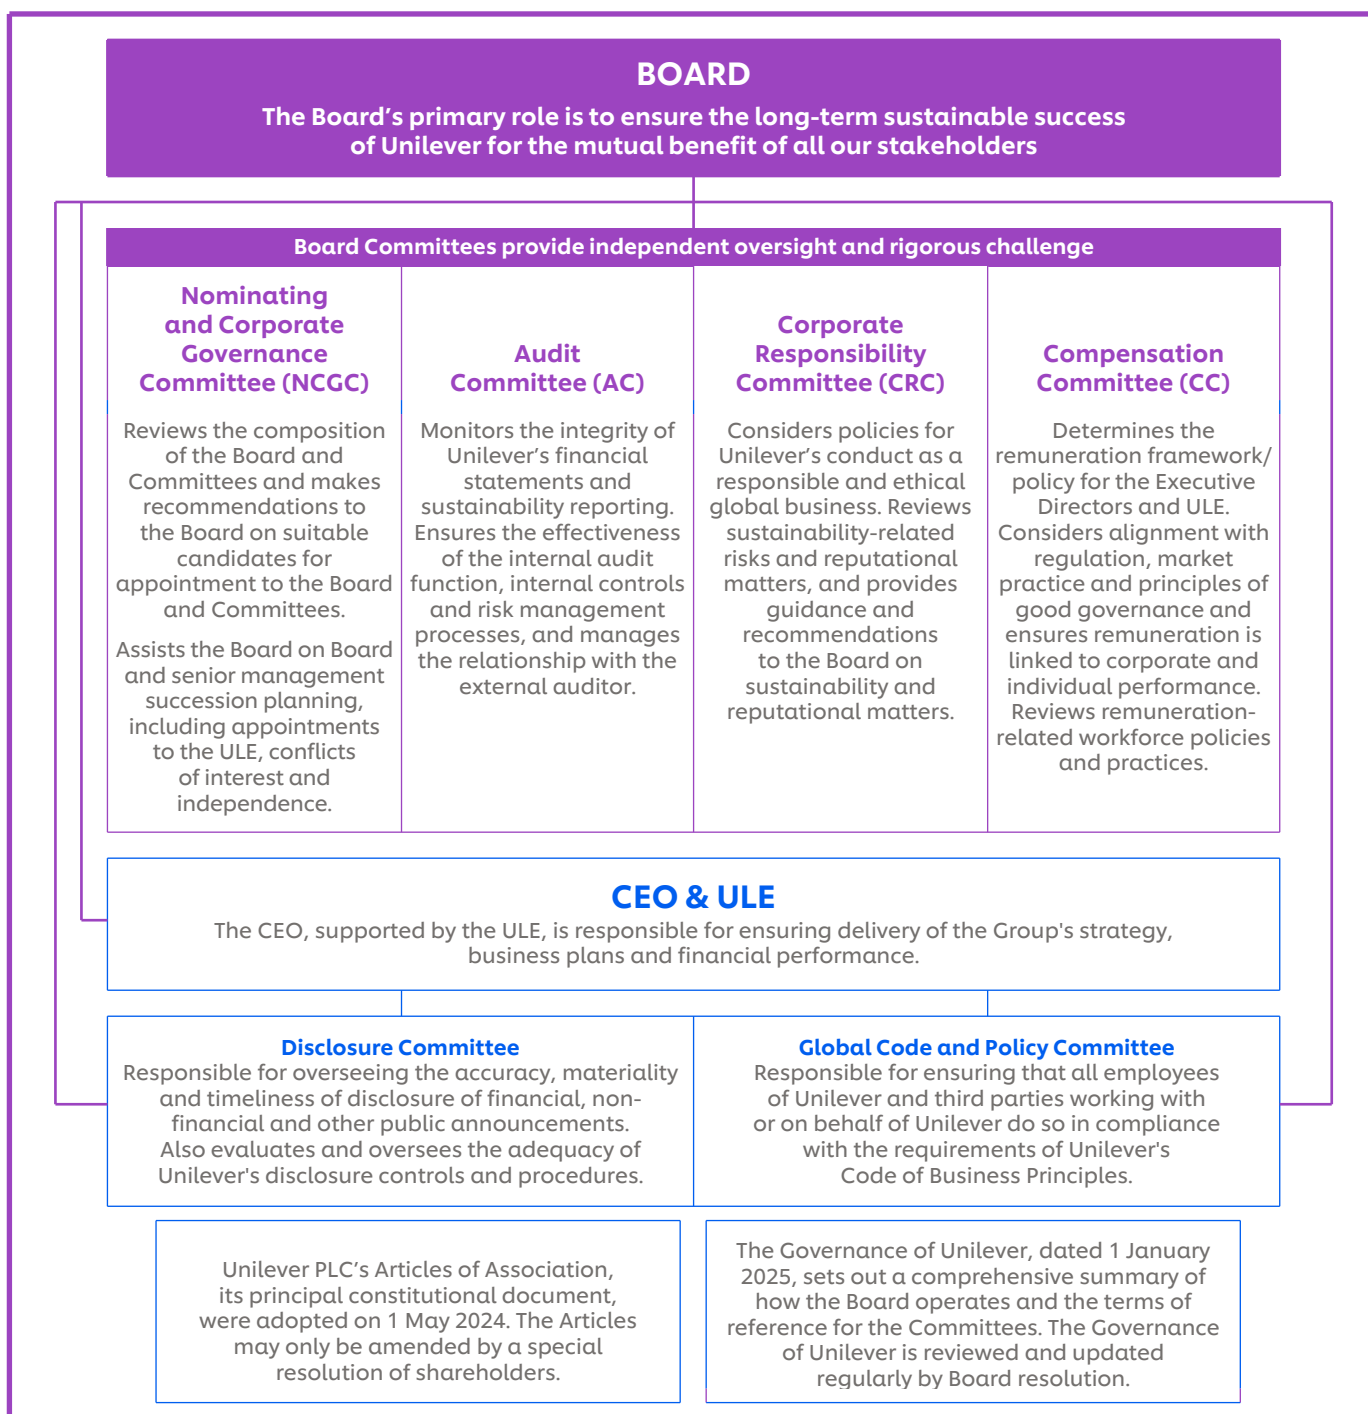 BOARD
The Board’s primary role is to ensure the long-term sustainable success
of Unilever for the mutual benefit of all our stakeholders
Board Committees provide independent oversight and rigorous challenge
Nominating
and Corporate
Governance
Committee (NCGC)
Reviews the composition
of the Board and
Committees and makes
recommendations to
the Board on suitable
candidates for
appointment to the Board
and Committees.
Assists the Board on Board
and senior management
succession planning,
including appointments
to the ULE, conflicts
of interest and
independence.
Audit
Committee (AC)
Monitors the integrity of
Unilever’s financial
statements and
sustainability reporting.
Ensures the effectiveness
of the internal audit
function, internal controls
and risk management
processes, and manages
the relationship with the
external auditor.
Corporate
Responsibility
Committee (CRC)
Considers policies for
Unilever’s conduct as a
responsible and ethical
global business. Reviews
sustainability-related
risks and reputational
matters, and provides
guidance and
recommendations
to the Board on
sustainability and
reputational matters.
Compensation
Committee (CC)
Determines the
remuneration framework/
policy for the Executive
Directors and ULE.
Considers alignment with
regulation, market
practice and principles of
good governance and
ensures remuneration is
linked to corporate and
individual performance.
Reviews remuneration-
related workforce policies
and practices.
CEO & ULE
The CEO, supported by the ULE, is responsible for ensuring delivery of the Group's strategy,
business plans and financial performance.
Disclosure Committee
Responsible for overseeing the accuracy, materiality
and timeliness of disclosure of financial, non-
financial and other public announcements.
Also evaluates and oversees the adequacy of
Unilever's disclosure controls and procedures.
Global Code and Policy Committee
Responsible for ensuring that all employees
of Unilever and third parties working with
or on behalf of Unilever do so in compliance
with the requirements of Unilever's
Code of Business Principles.
Unilever PLC’s Articles of Association,
its principal constitutional document,
were adopted on 1 May 2024. The Articles
may only be amended by a special
resolution of shareholders.
The Governance of Unilever, dated 1 January
2025, sets out a comprehensive summary of
how the Board operates and the terms of
reference for the Committees. The Governance
of Unilever is reviewed and updated
regularly by Board resolution.